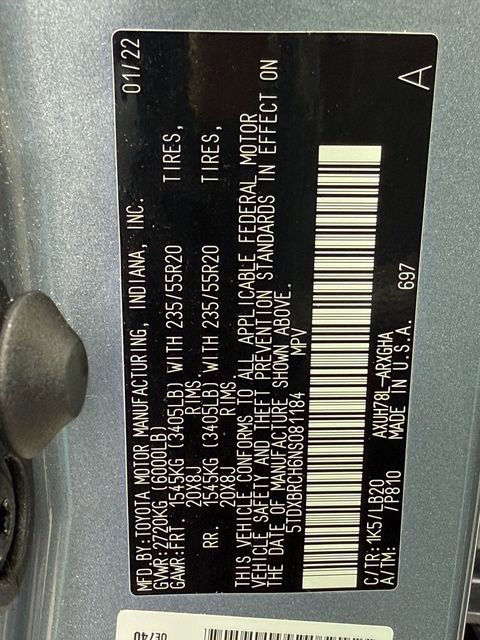 MFD.BY:TOYOTA MOTOR MANUFACTURING, INDIANA, INC. 01/22
GVWR:2720KG (6000LB)
GAWR:FRT. 1545KG (3405LB) WITH 235/55R20 TIRES,
20X8J RIMS
RR. 1545KG (3405LB) WITH 235/55R20 TIRES,
20X8J RIMS
THIS VEHICLE CONFORMS TO ALL APPLICABLE FEDERAL MOTOR
VEHICLE SAFETY AND THEFT PREVENTION STANDARDS IN EFFECT ON
THE DATE OF MANUFACTURE SHOWN ABOVE.
5TDXBRCH6NS081184 MPV
C/TR:1K5/LB20 AXUH78L-ARXGHA 697 A
A/TM: /P810 MADE IN U.S.A.
0E740